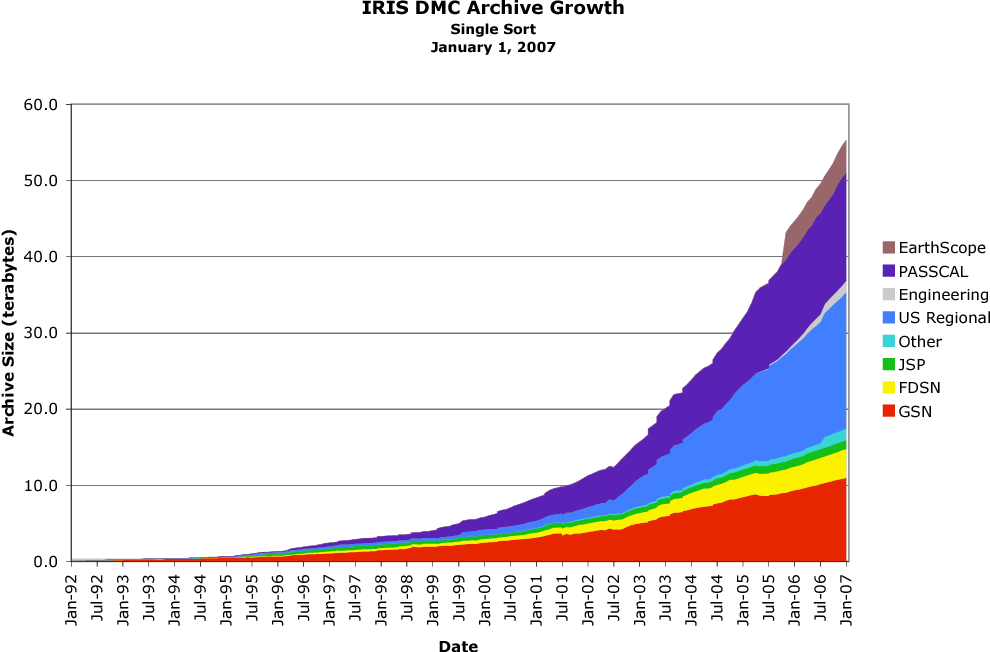 IRIS DMC Archive Growth
Single Sort
January 1, 2007
Archive Size (terabytes)
60.0
50.0
40.0
30.0
20.0
10.0
0.0
Jan-92
Jul-92
Jan-93
Jul-93
Jan-94
Jul-94
Jan-95
Jul-95
Jan-96
Jul-96
Jan-97
Jul-97
Jan-98
Jul-98
Jan-99
Jul-99
Jan-00
Jul-00
Jan-01
Jul-01
Jan-02
Jul-02
Jan-03
Jul-03
Jan-04
Jul-04
Jan-05
Jul-05
Jan-06
Jul-06
Jan-07
Date
EarthScope
PASSCAL
Engineering
US Regional
Other
JSP
FDSN
GSN